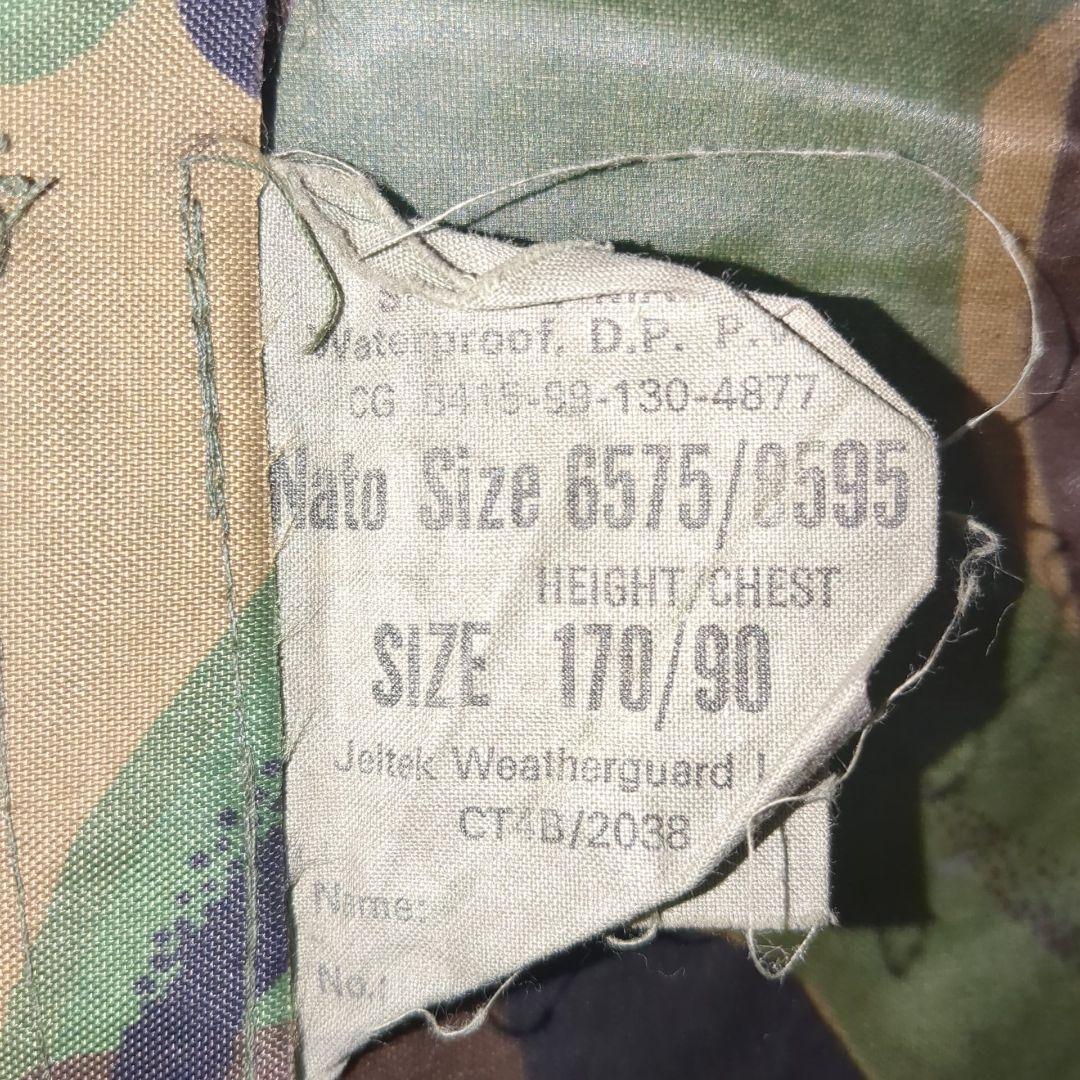 Waterproof, D.P. P.V.
CG 8415-99-130-4877
Nato Size 6575/8595
HEIGHT/CHEST
SIZE 170/90
Jeltek Weatherguard
CT4B/2038
Name:
No.: